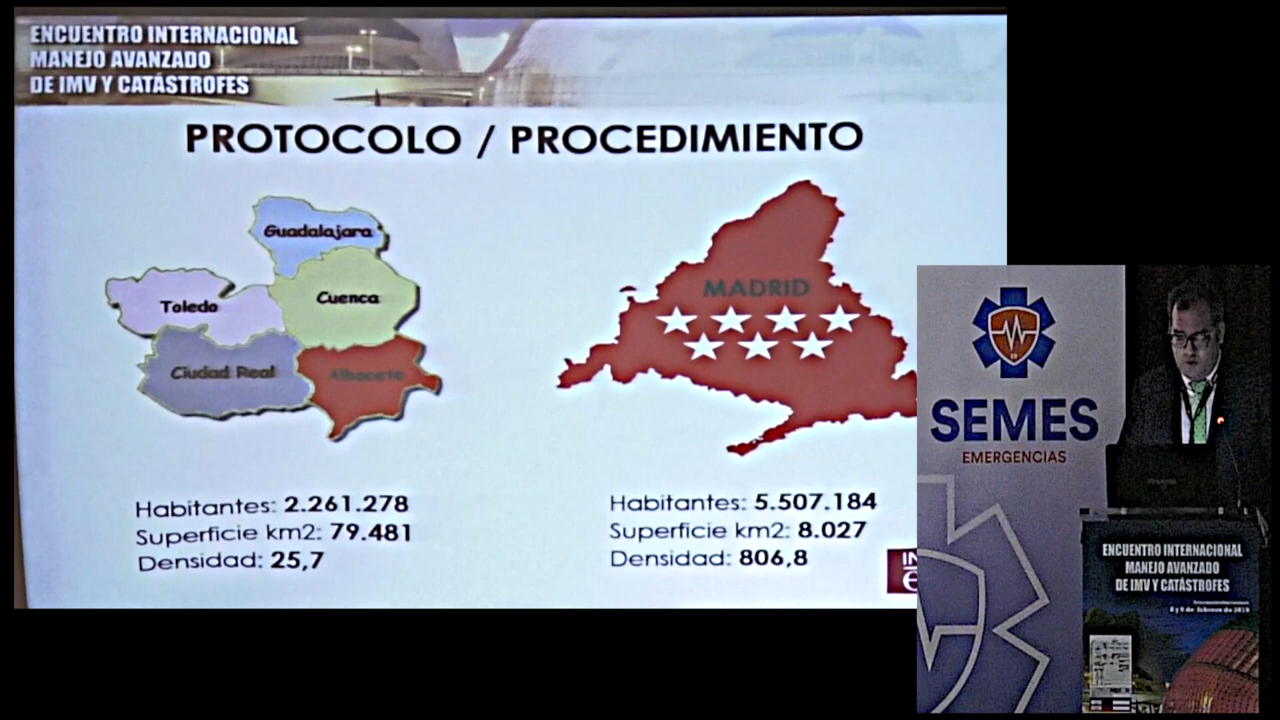 ENCUENTRO INTERNACIONAL
MANEJO AVANZADO
DE IMV Y CATÁSTROFES
PROTOCOLO / PROCEDIMIENTO
Guadalajara
Toledo
Cuenca
Ciudad Real
Albacete
MADRID
Habitantes: 2.261.278
Superficie km2: 79.481
Densidad: 25,7
Habitantes: 5.507.184
Superficie km2: 8.027
Densidad: 806,8
SEMES
EMERGENCIAS
ENCUENTRO INTERNACIONAL
MANEJO AVANZADO
DE IMV Y CATÁSTROFES